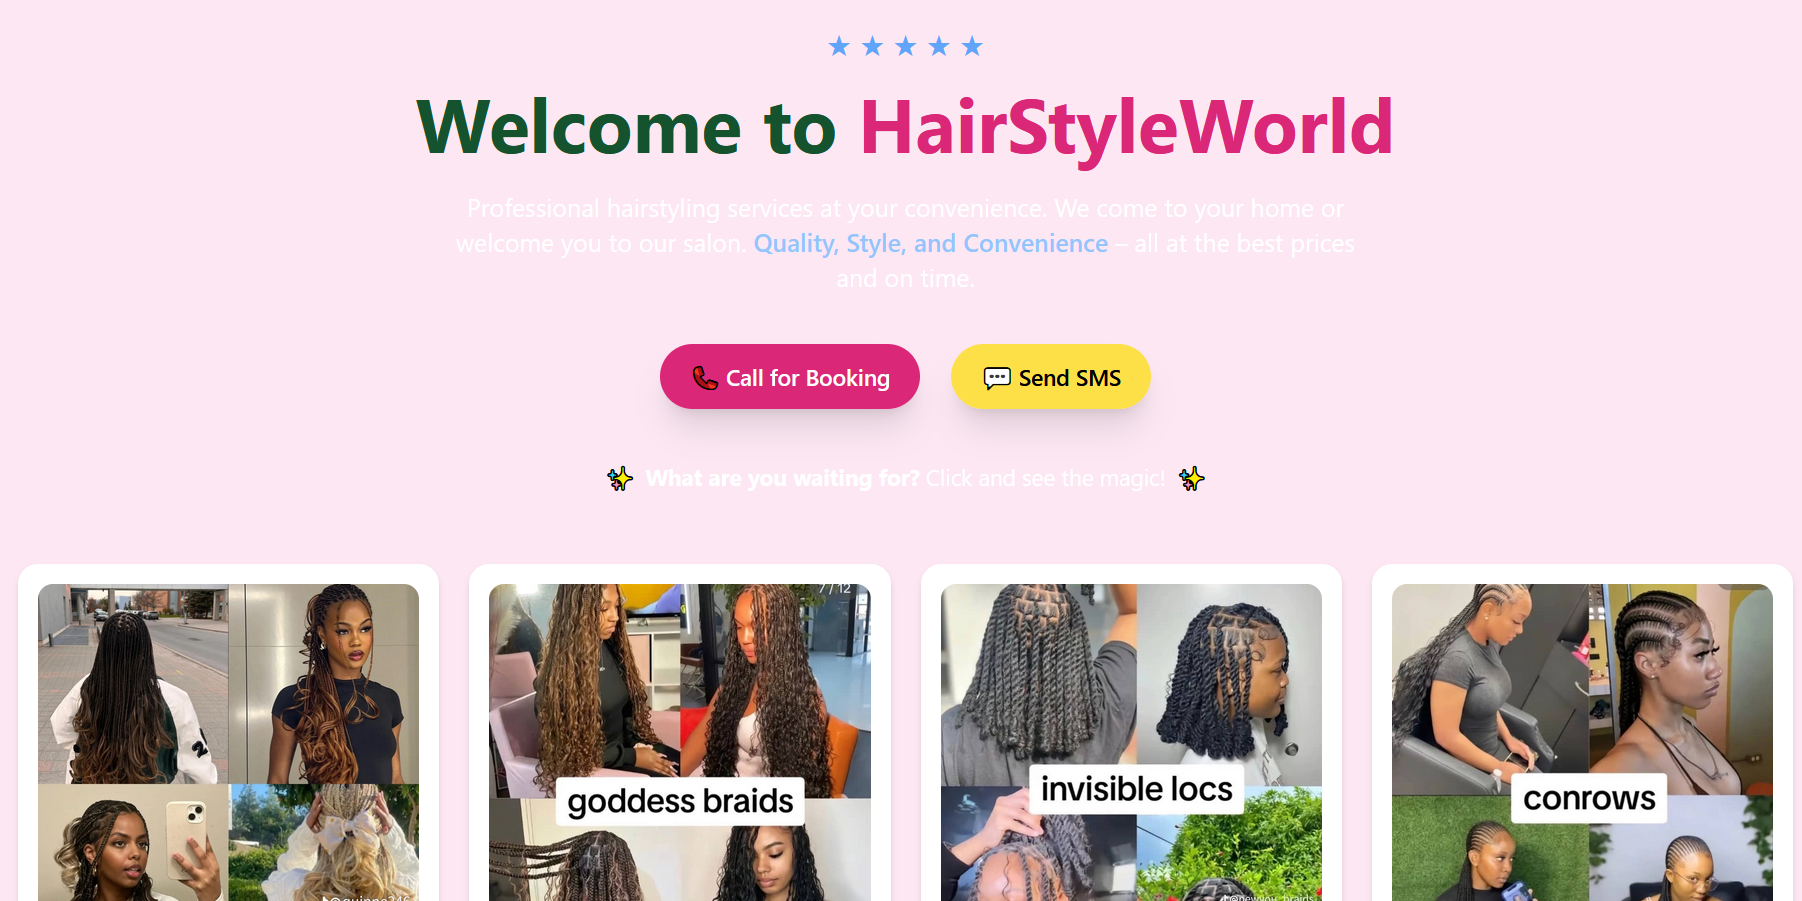 ★ ★ ★ ★ ★
Welcome to HairStyleWorld
Professional hairstyling services at your convenience. We come to your home or
welcome you to our salon. Quality, Style, and Convenience – all at the best prices
and on time.
📞 Call for Booking
💬 Send SMS
✨ What are you waiting for? Click and see the magic! ✨
7 / 12
goddess braids
invisible locs
conrows